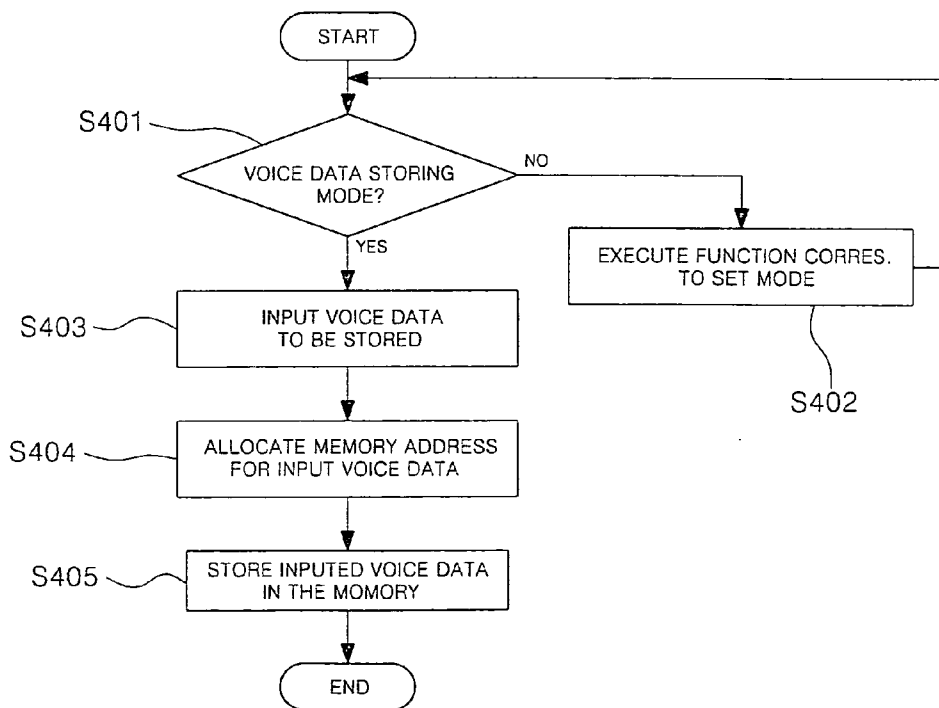 START
S401
VOICE DATA STORING
MODE?
NO
YES
EXECUTE FUNCTION CORRES.
TO SET MODE
S402
S403
INPUT VOICE DATA
TO BE STORED
S404
ALLOCATE MEMORY ADDRESS
FOR INPUT VOICE DATA
S405
STORE INPUTED VOICE DATA
IN THE MOMORY
END